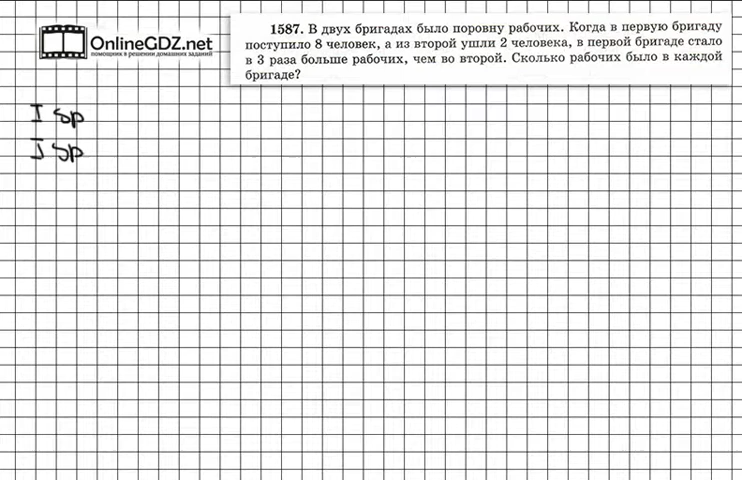 OnlineGDZ.net
помощник в решении домашних заданий
1587. В двух бригадах было поровну рабочих. Когда в первую бригаду
поступило 8 человек, а из второй ушли 2 человека, в первой бригаде стало
в 3 раза больше рабочих, чем во второй. Сколько рабочих было в каждой
бригаде?
I бр
I бр